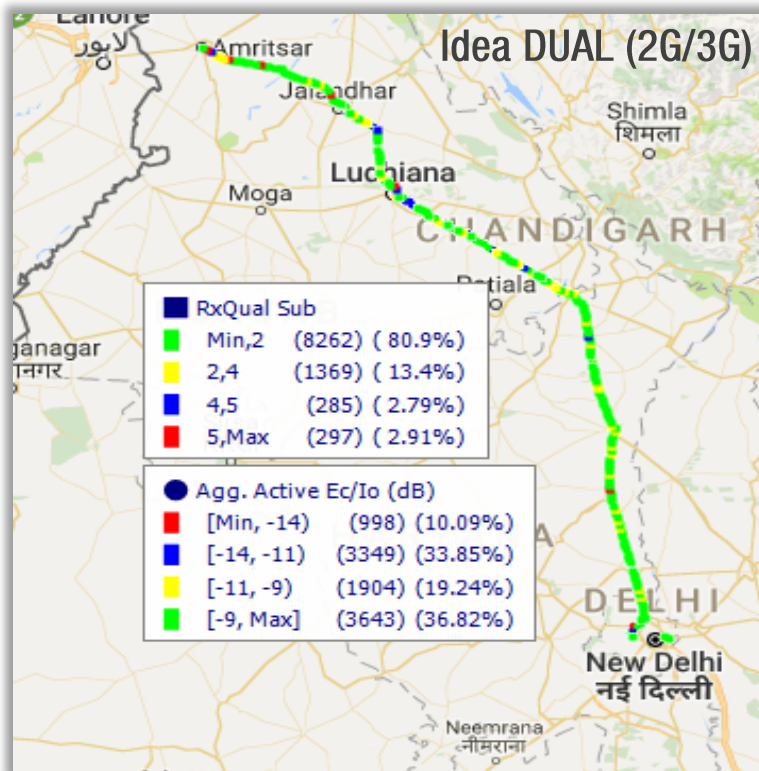 2
Lahore
لاہور
Amritsar
Idea DUAL (2G/3G)
Jalandhar
Shimla
शिमला
Ludhiana
Moga
CHANDIGARH
Patiala
RxQual Sub
Min,2 (8262) ( 80.9%)
2,4 (1369) ( 13.4%)
4,5 (285) ( 2.79%)
5,Max (297) ( 2.91%)
ganagar
नगर
Agg. Active Ec/Io (dB)
[Min, -14) (998) (10.09%)
[-14, -11) (3349) (33.85%)
[-11, -9) (1904) (19.24%)
[-9, Max] (3643) (36.82%)
A
DELHI
New Delhi
नई दिल्ली
Neemrana
नीमराना